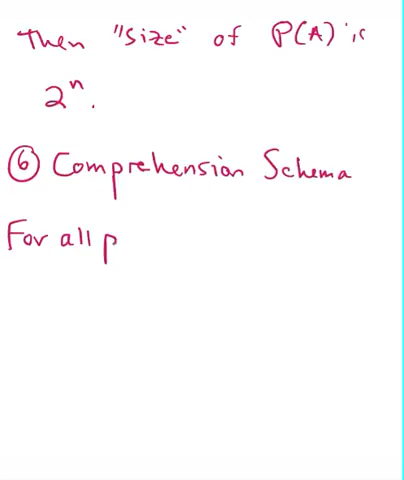 Then "size" of P(A) is
2ⁿ.
⑥ Comprehension Schema
For all p